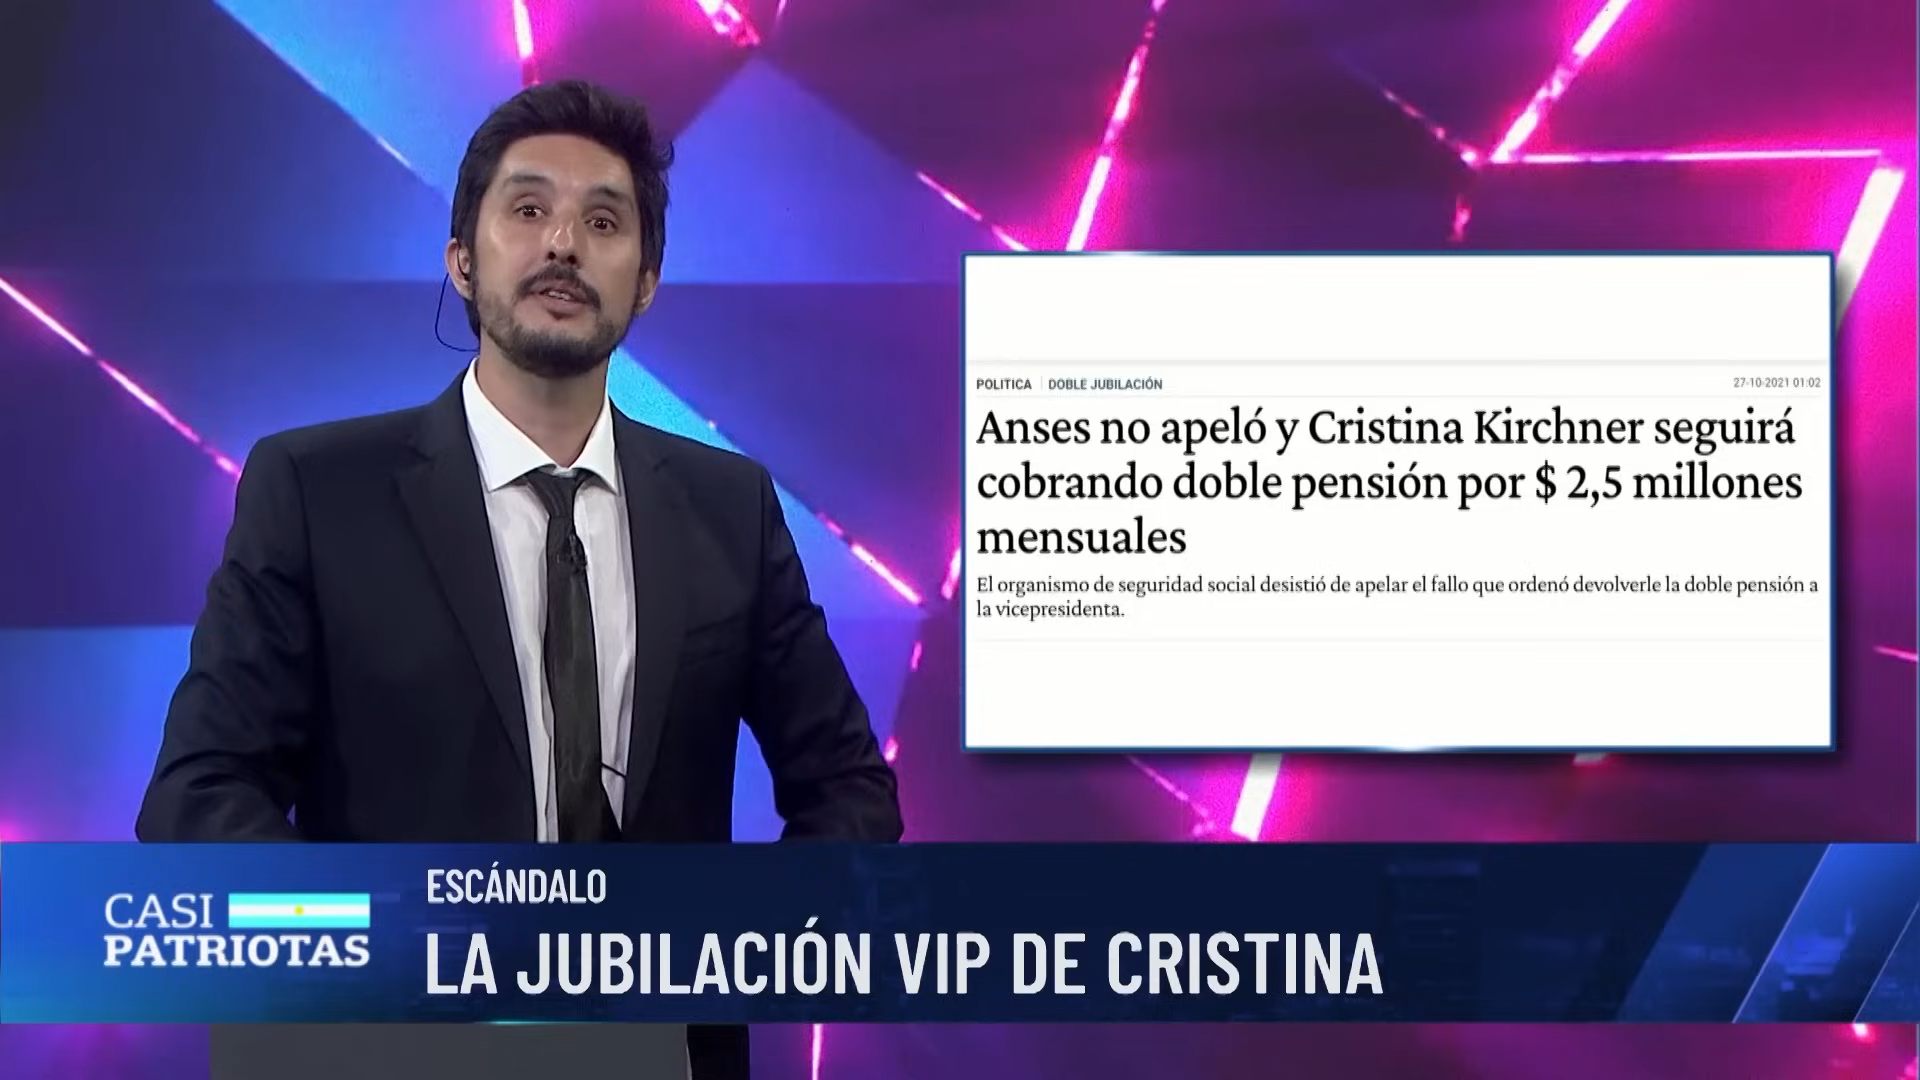 POLITICA | DOBLE JUBILACIÓN
27-10-2021 01:02
Anses no apeló y Cristina Kirchner seguirá
cobrando doble pensión por $ 2,5 millones
mensuales
El organismo de seguridad social desistió de apelar el fallo que ordenó devolverle la doble pensión a
la vicepresidenta.
CASI
PATRIOTAS
ESCÁNDALO
LA JUBILACIÓN VIP DE CRISTINA